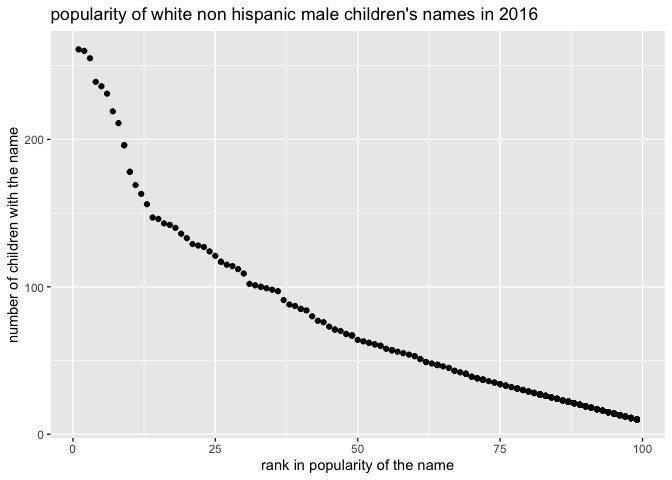 popularity of white non hispanic male children's names in 2016
number of children with the name
200
100
0
0 25 50 75 100
rank in popularity of the name